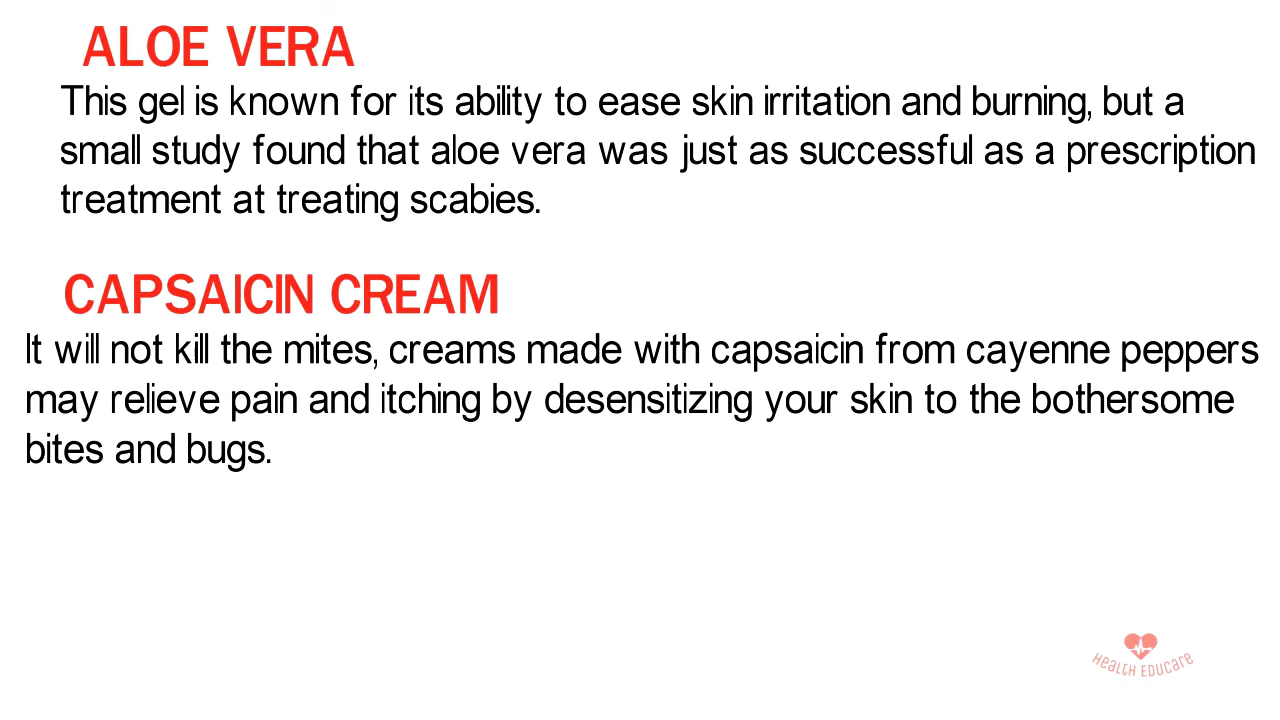 ALOE VERA
This gel is known for its ability to ease skin irritation and burning, but a
small study found that aloe vera was just as successful as a prescription
treatment at treating scabies.
CAPSAICIN CREAM
It will not kill the mites, creams made with capsaicin from cayenne peppers
may relieve pain and itching by desensitizing your skin to the bothersome
bites and bugs.
Health Educare